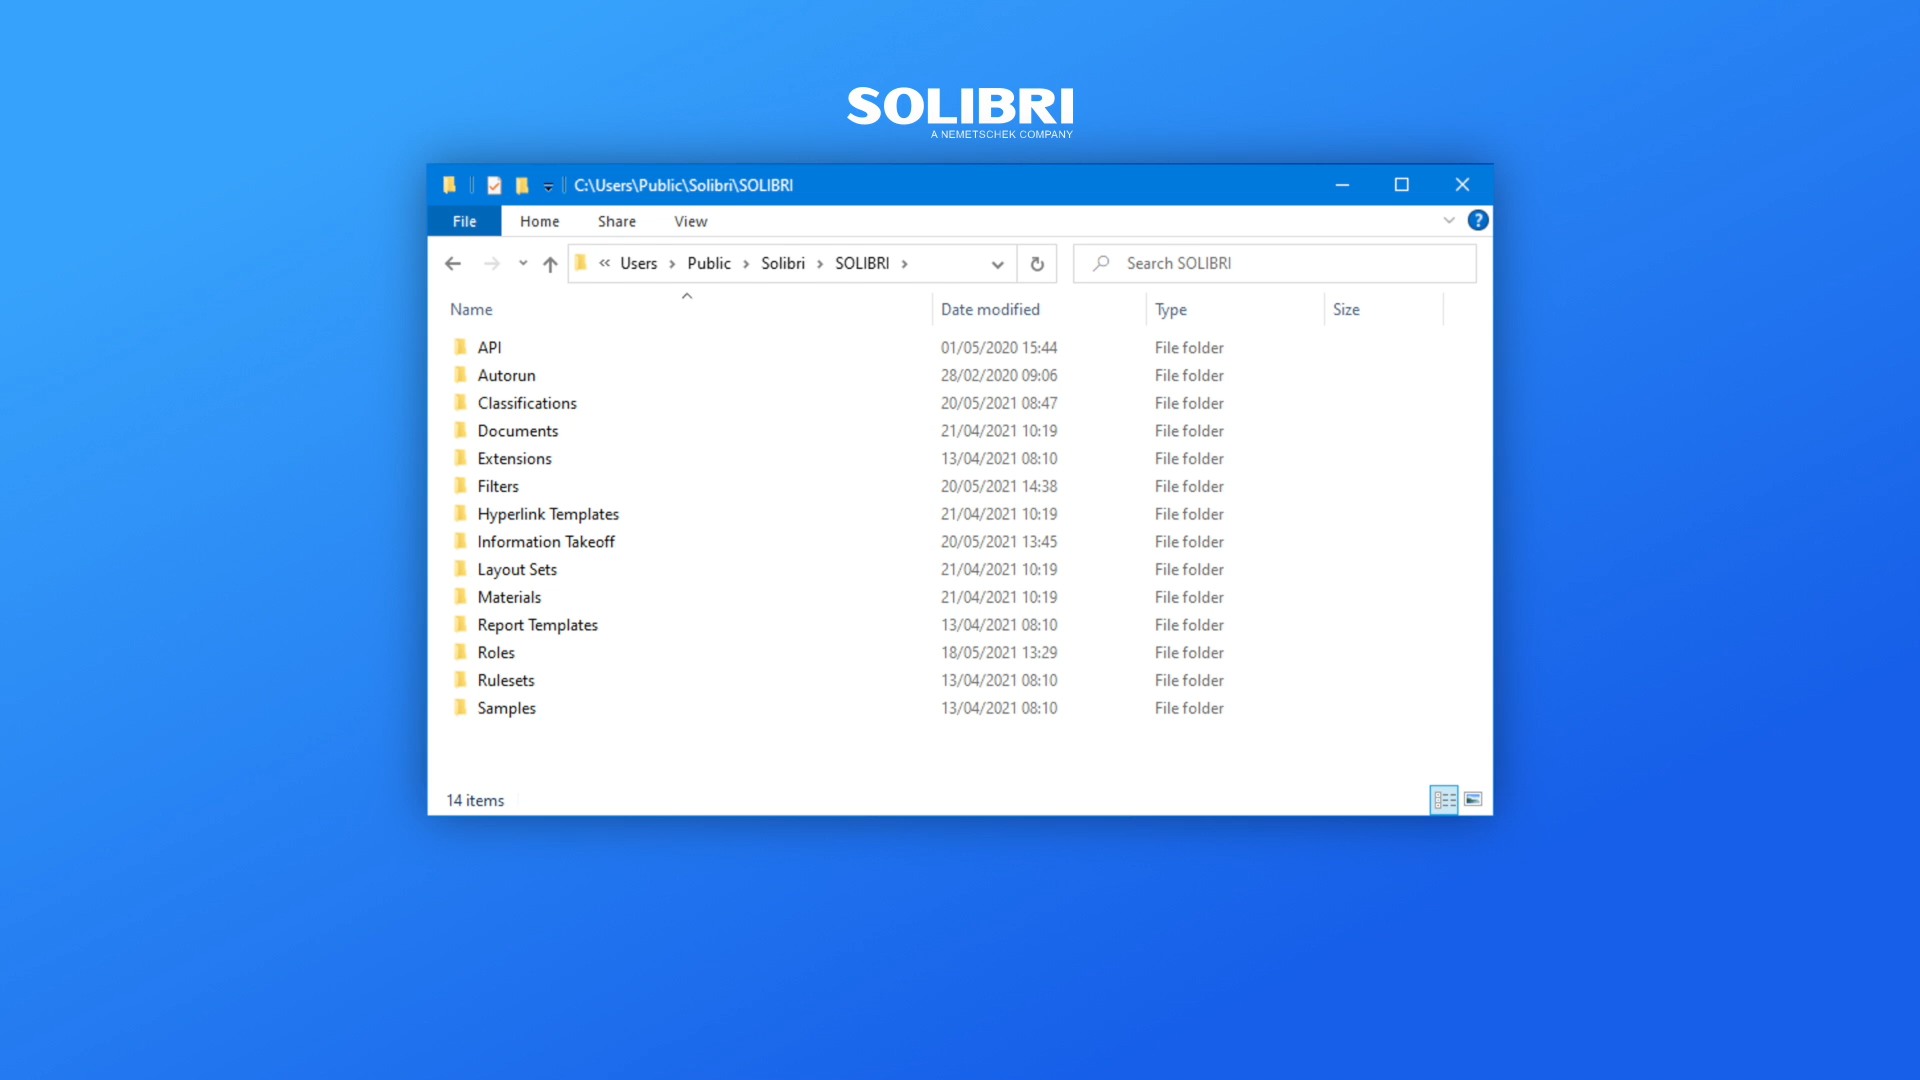 SOLIBRI
A NEMETSCHEK COMPANY
C:\Users\Public\Solibri\SOLIBRI
File Home Share View ?
« Users > Public > Solibri > SOLIBRI > Search SOLIBRI
Name Date modified Type Size
API 01/05/2020 15:44 File folder
Autorun 28/02/2020 09:06 File folder
Classifications 20/05/2021 08:47 File folder
Documents 21/04/2021 10:19 File folder
Extensions 13/04/2021 08:10 File folder
Filters 20/05/2021 14:38 File folder
Hyperlink Templates 21/04/2021 10:19 File folder
Information Takeoff 20/05/2021 13:45 File folder
Layout Sets 21/04/2021 10:19 File folder
Materials 21/04/2021 10:19 File folder
Report Templates 13/04/2021 08:10 File folder
Roles 18/05/2021 13:29 File folder
Rulesets 13/04/2021 08:10 File folder
Samples 13/04/2021 08:10 File folder
14 items